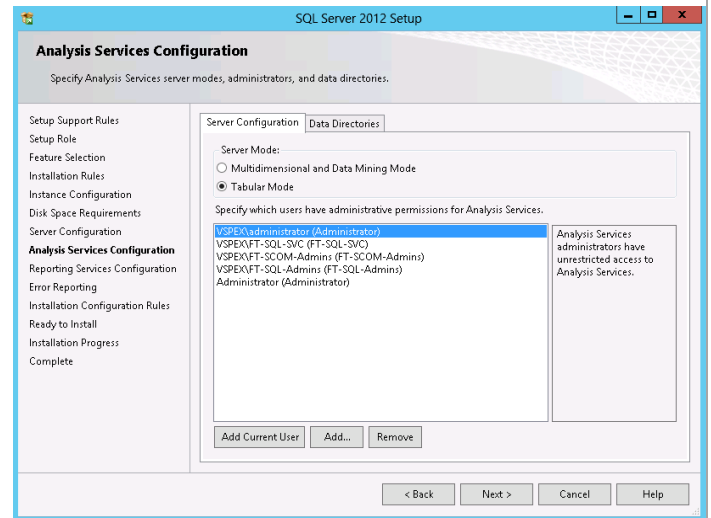 SQL Server 2012 Setup
Analysis Services Configuration
Specify Analysis Services server modes, administrators, and data directories.
Setup Support Rules
Setup Role
Feature Selection
Installation Rules
Instance Configuration
Disk Space Requirements
Server Configuration
Analysis Services Configuration
Reporting Services Configuration
Error Reporting
Installation Configuration Rules
Ready to Install
Installation Progress
Complete
Server Configuration
Data Directories
Server Mode:
Multidimensional and Data Mining Mode
Tabular Mode
Specify which users have administrative permissions for Analysis Services.
VSPEX\administrator (Administrator)
VSPEX\FT-SQL-SVC (FT-SQL-SVC)
VSPEX\FT-SCOM-Admins (FT-SCOM-Admins)
VSPEX\FT-SQL-Admins (FT-SQL-Admins)
Administrator (Administrator)
Analysis Services
administrators have
unrestricted access to
Analysis Services.
Add Current User
Add...
Remove
< Back
Next >
Cancel
Help